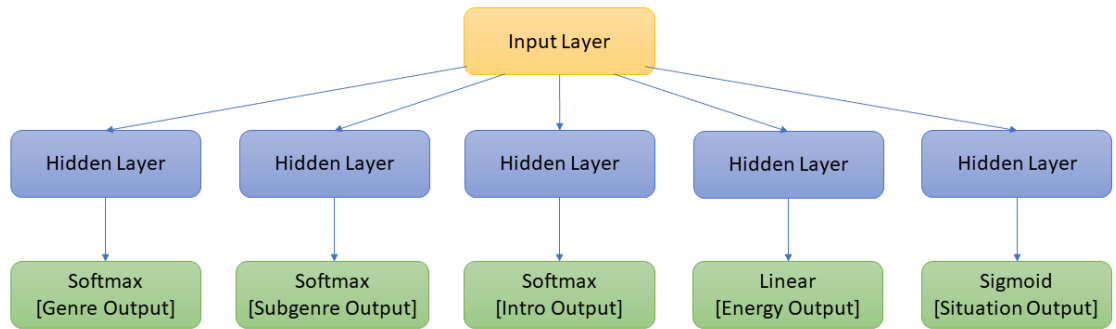 Input Layer
Hidden Layer
Hidden Layer
Hidden Layer
Hidden Layer
Hidden Layer
Softmax
[Genre Output]
Softmax
[Subgenre Output]
Softmax
[Intro Output]
Linear
[Energy Output]
Sigmoid
[Situation Output]